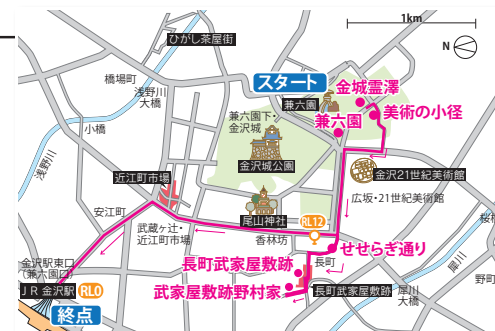 1km
N
ひがし茶屋街
浅野川
大橋
橋場町
小橋
浅野川
スタート
兼六園
金城霊澤
美術の小径
兼六園
兼六園下・
金沢城
金沢城公園
金沢21世紀美術館
広坂・21世紀美術館
近江町市場
尾山神社
安江町
武蔵ヶ辻・
近江町市場
RL12
香林坊
せせらぎ通り
長町
長町武家屋敷跡
武家屋敷跡野村家
長町武家屋敷跡
犀川
大橋
犀川
桜
野町
金沢駅東口
(兼六園口)
JR 金沢駅
RL0
終点